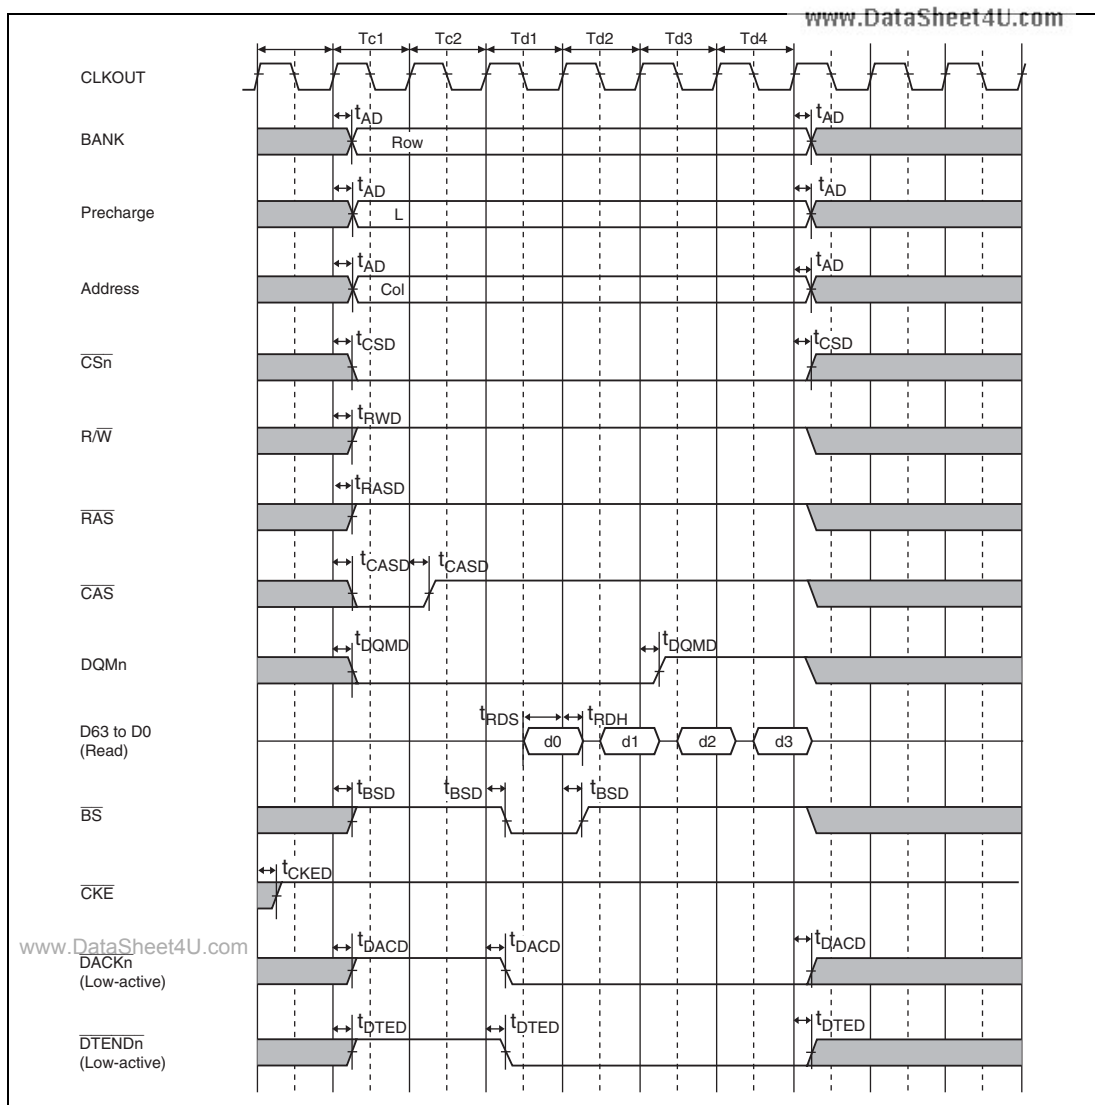 www.DataSheet4U.com
Tc1 Tc2 Td1 Td2 Td3 Td4
CLKOUT
tAD tAD
BANK Row
tAD tAD
Precharge L
tAD tAD
Address Col
tCSD tCSD
CSn
tRWD
R/W
tRASD
RAS
tCASD tCASD
CAS
tDQMD tDQMD
DQMn
tRDS tRDH
D63 to D0
(Read)
d0 d1 d2 d3
tBSD tBSD tBSD
BS
tCKED
CKE
www.DataSheet4U.com
tDACD tDACD tDACD
DACKn
(Low-active)
tDTED tDTED tDTED
DTENDn
(Low-active)